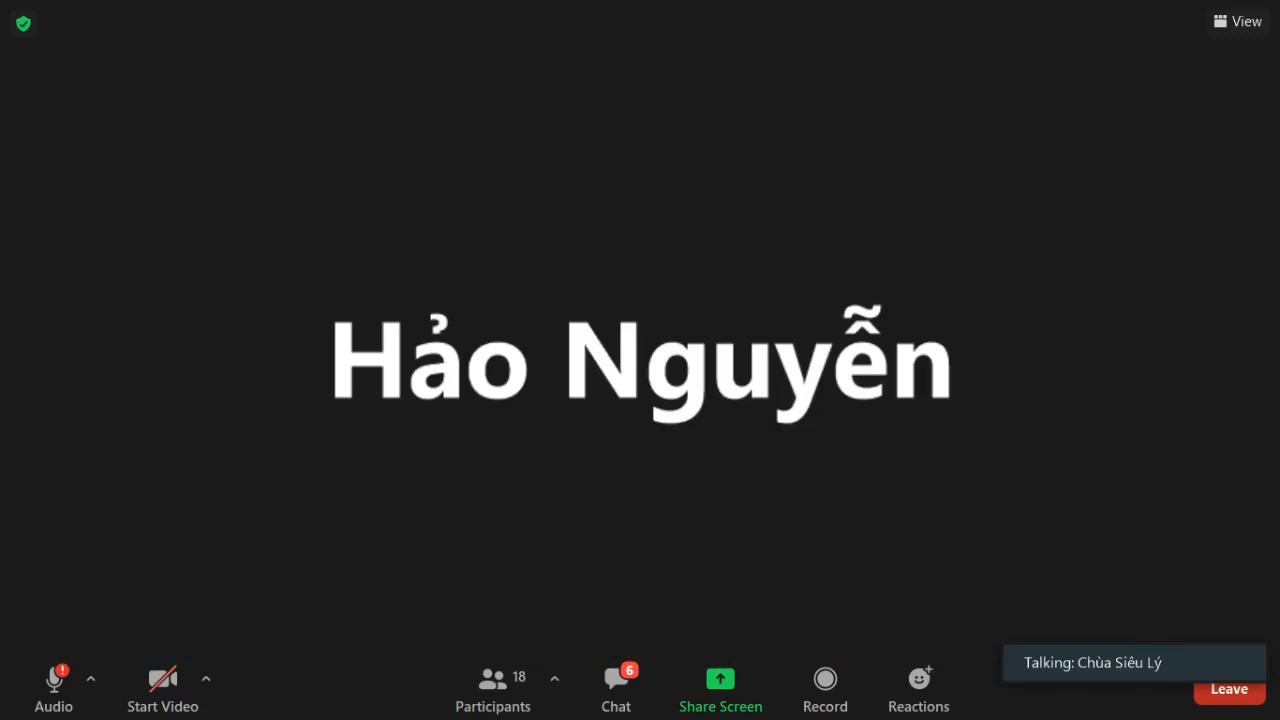 View
Hảo Nguyễn
Talking: Chùa Siêu Lý
18
6
Audio
Start Video
Participants
Chat
Share Screen
Record
Reactions
Leave